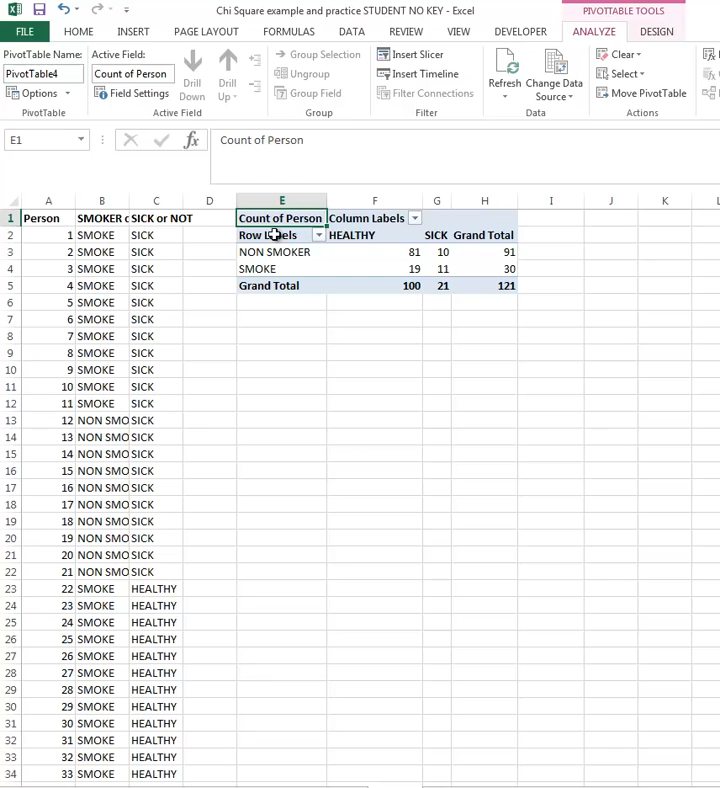 Chi Square example and practice STUDENT NO KEY - Excel
PIVOTTABLE TOOLS
FILE HOME INSERT PAGE LAYOUT FORMULAS DATA REVIEW VIEW DEVELOPER ANALYZE DESIGN
PivotTable Name: Active Field:
PivotTable4 Count of Person
Options Field Settings
Drill Down Drill Up
Group Selection
Ungroup
Group Field
Insert Slicer
Insert Timeline
Filter Connections
Refresh Change Data Source
Clear
Select
Move PivotTable
PivotTable Active Field Group Filter Data Actions
E1 fx Count of Person
A B C D E F G H I J K L
1 Person SMOKER o SICK or NOT Count of Person Column Labels
2 1 SMOKE SICK Row Labels HEALTHY SICK Grand Total
3 2 SMOKE SICK NON SMOKER 81 10 91
4 3 SMOKE SICK SMOKE 19 11 30
5 4 SMOKE SICK Grand Total 100 21 121
6 5 SMOKE SICK
7 6 SMOKE SICK
8 7 SMOKE SICK
9 8 SMOKE SICK
10 9 SMOKE SICK
11 10 SMOKE SICK
12 11 SMOKE SICK
13 12 NON SMO SICK
14 13 NON SMO SICK
15 14 NON SMO SICK
16 15 NON SMO SICK
17 16 NON SMO SICK
18 17 NON SMO SICK
19 18 NON SMO SICK
20 19 NON SMO SICK
21 20 NON SMO SICK
22 21 NON SMO SICK
23 22 SMOKE HEALTHY
24 23 SMOKE HEALTHY
25 24 SMOKE HEALTHY
26 25 SMOKE HEALTHY
27 26 SMOKE HEALTHY
28 27 SMOKE HEALTHY
29 28 SMOKE HEALTHY
30 29 SMOKE HEALTHY
31 30 SMOKE HEALTHY
32 31 SMOKE HEALTHY
33 32 SMOKE HEALTHY
34 33 SMOKE HEALTHY